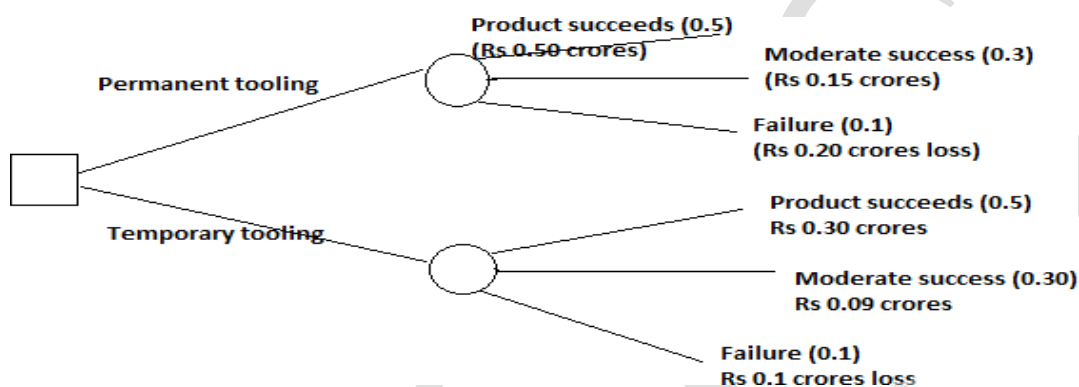 Product succeeds (0.5)
(Rs 0.50 crores)
Moderate success (0.3)
(Rs 0.15 crores)
Permanent tooling
Failure (0.1)
(Rs 0.20 crores loss)
Product succeeds (0.5)
Rs 0.30 crores
Temporary tooling
Moderate success (0.30)
Rs 0.09 crores
Failure (0.1)
Rs 0.1 crores loss